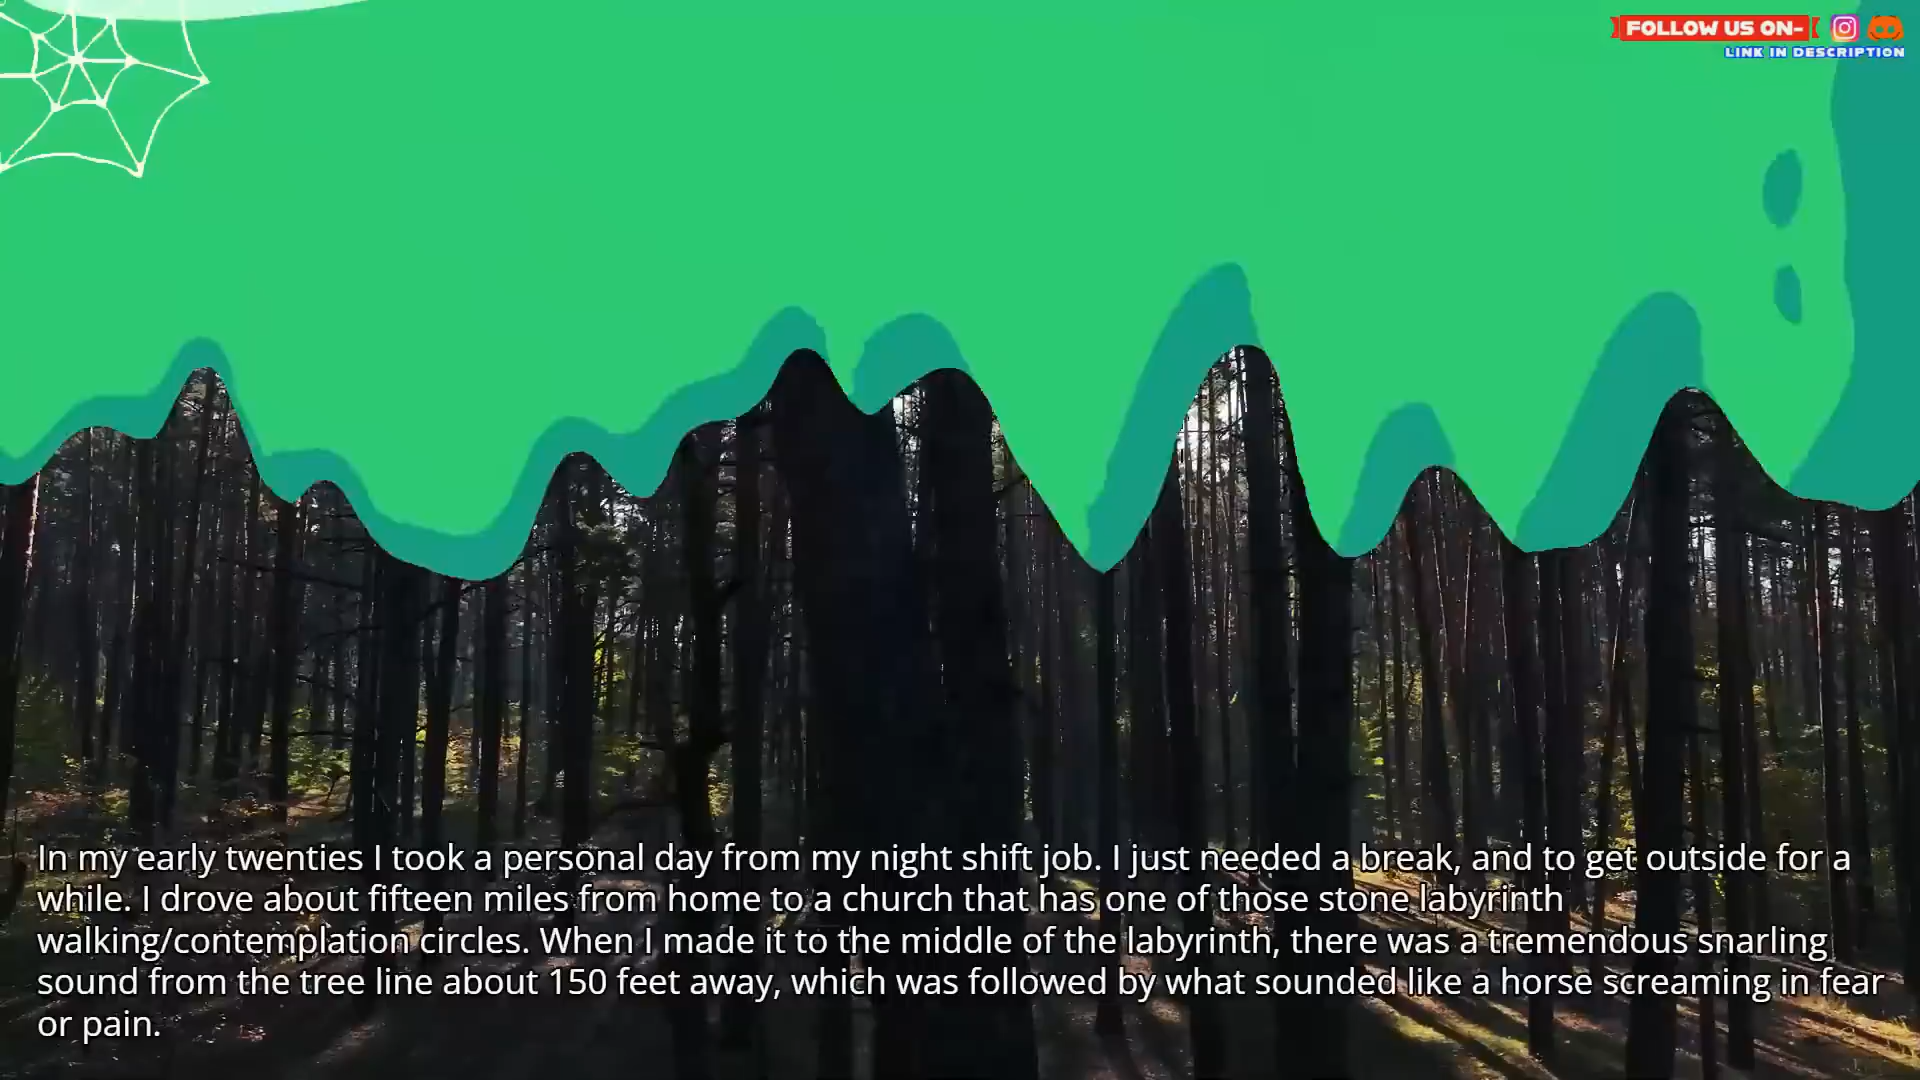 FOLLOW US ON-
LINK IN DESCRIPTION
In my early twenties I took a personal day from my night shift job. I just needed a break, and to get outside for a
while. I drove about fifteen miles from home to a church that has one of those stone labyrinth
walking/contemplation circles. When I made it to the middle of the labyrinth, there was a tremendous snarling
sound from the tree line about 150 feet away, which was followed by what sounded like a horse screaming in fear
or pain.